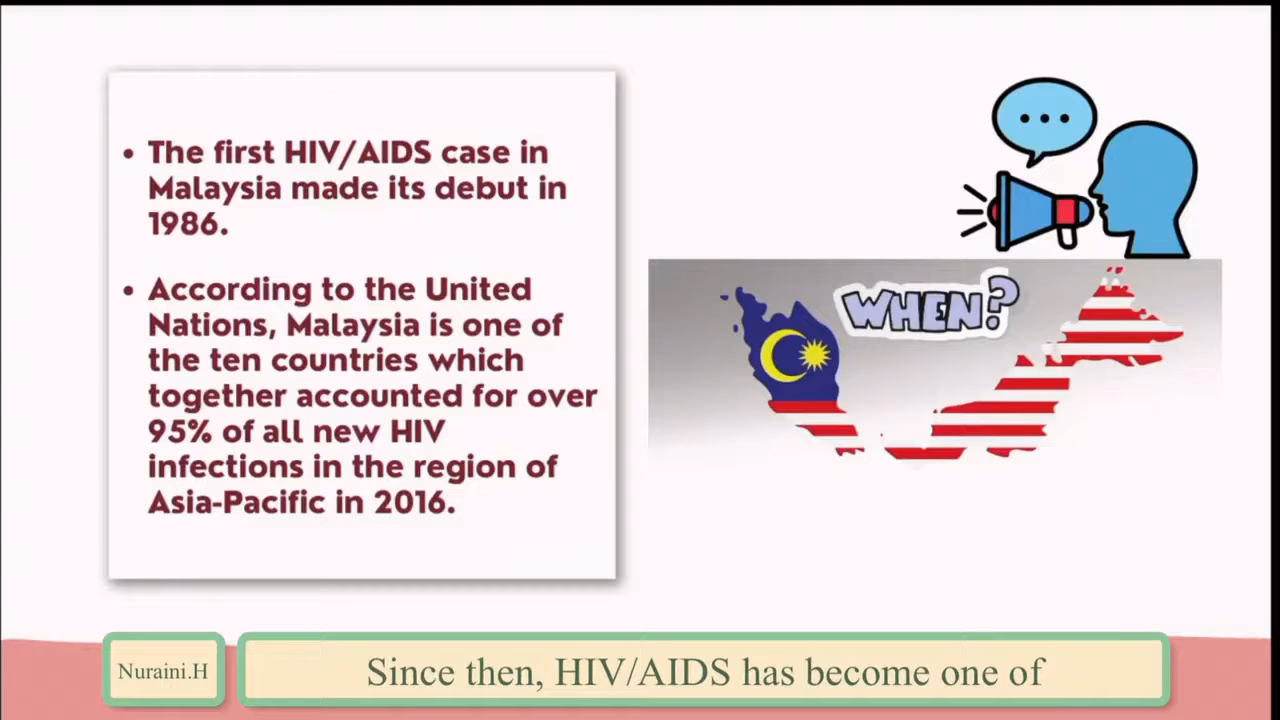 • The first HIV/AIDS case in
Malaysia made its debut in
1986.
• According to the United
Nations, Malaysia is one of
the ten countries which
together accounted for over
95% of all new HIV
infections in the region of
Asia-Pacific in 2016.
WHEN?
Nuraini.H
Since then, HIV/AIDS has become one of